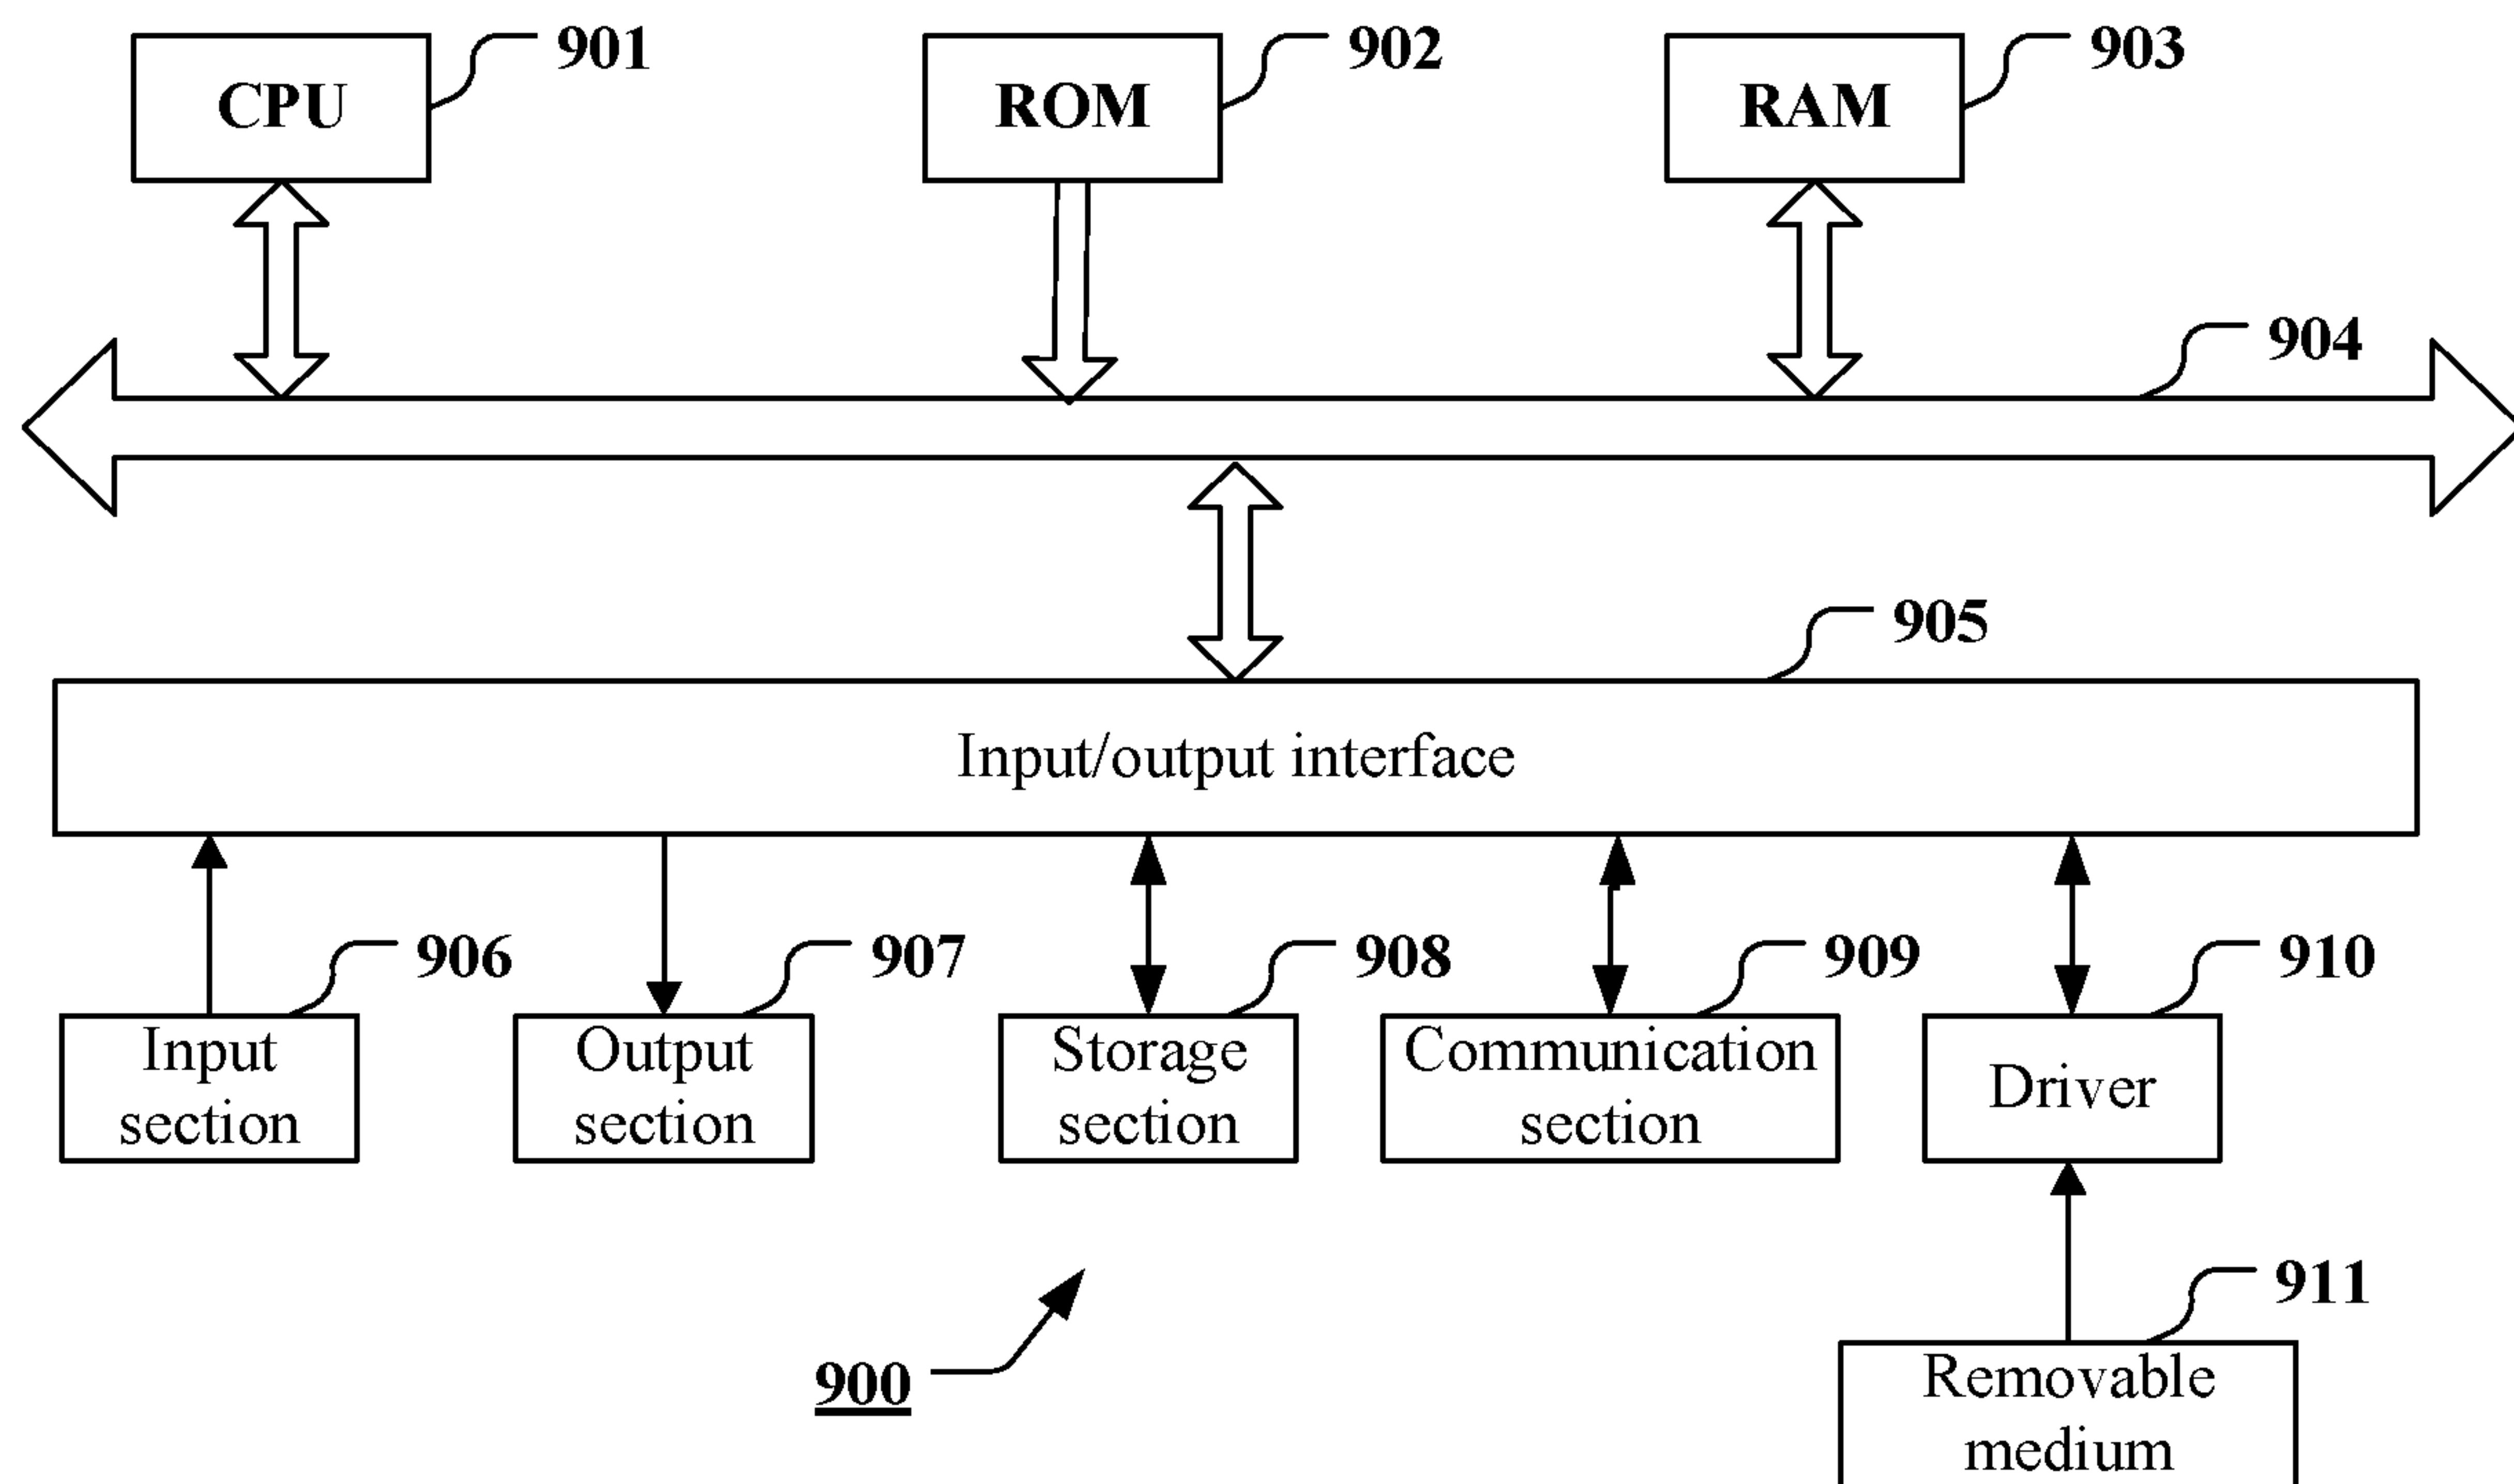 901
902
903
CPU
ROM
RAM
904
905
Input/output interface
906
907
908
909
910
Input
section
Output
section
Storage
section
Communication
section
Driver
911
900
Removable
medium